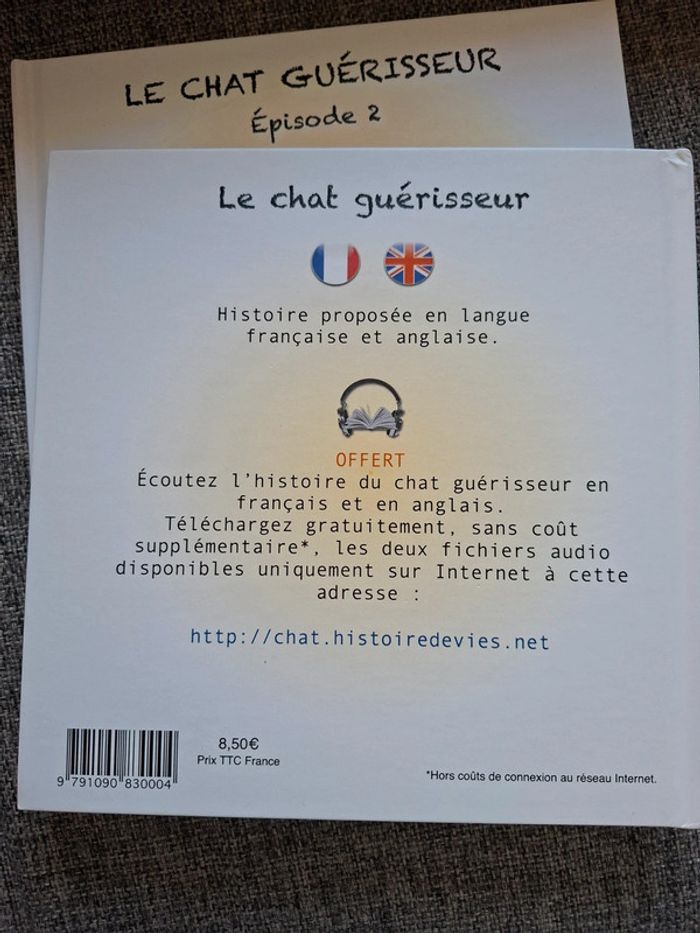 LE CHAT GUÉRISSEUR
Épisode 2
Le chat guérisseur
Histoire proposée en langue
française et anglaise.
OFFERT
Écoutez l'histoire du chat guérisseur en
français et en anglais.
Téléchargez gratuitement, sans coût
supplémentaire*, les deux fichiers audio
disponibles uniquement sur Internet à cette
adresse :
http://chat.histoiredevies.net
8,50€
Prix TTC France
9 791090 830004
*Hors coûts de connexion au réseau Internet.